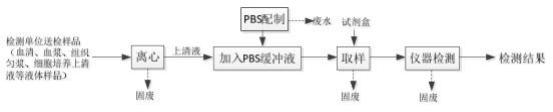 PBS配制
废水
试剂盒
检测单位送检样品
(血清、血浆、组织
匀浆、细胞培养上清
液等液体样品)
离心
上清液
加入PBS缓冲液
取样
仪器检测
检测结果
固废
固废
固废